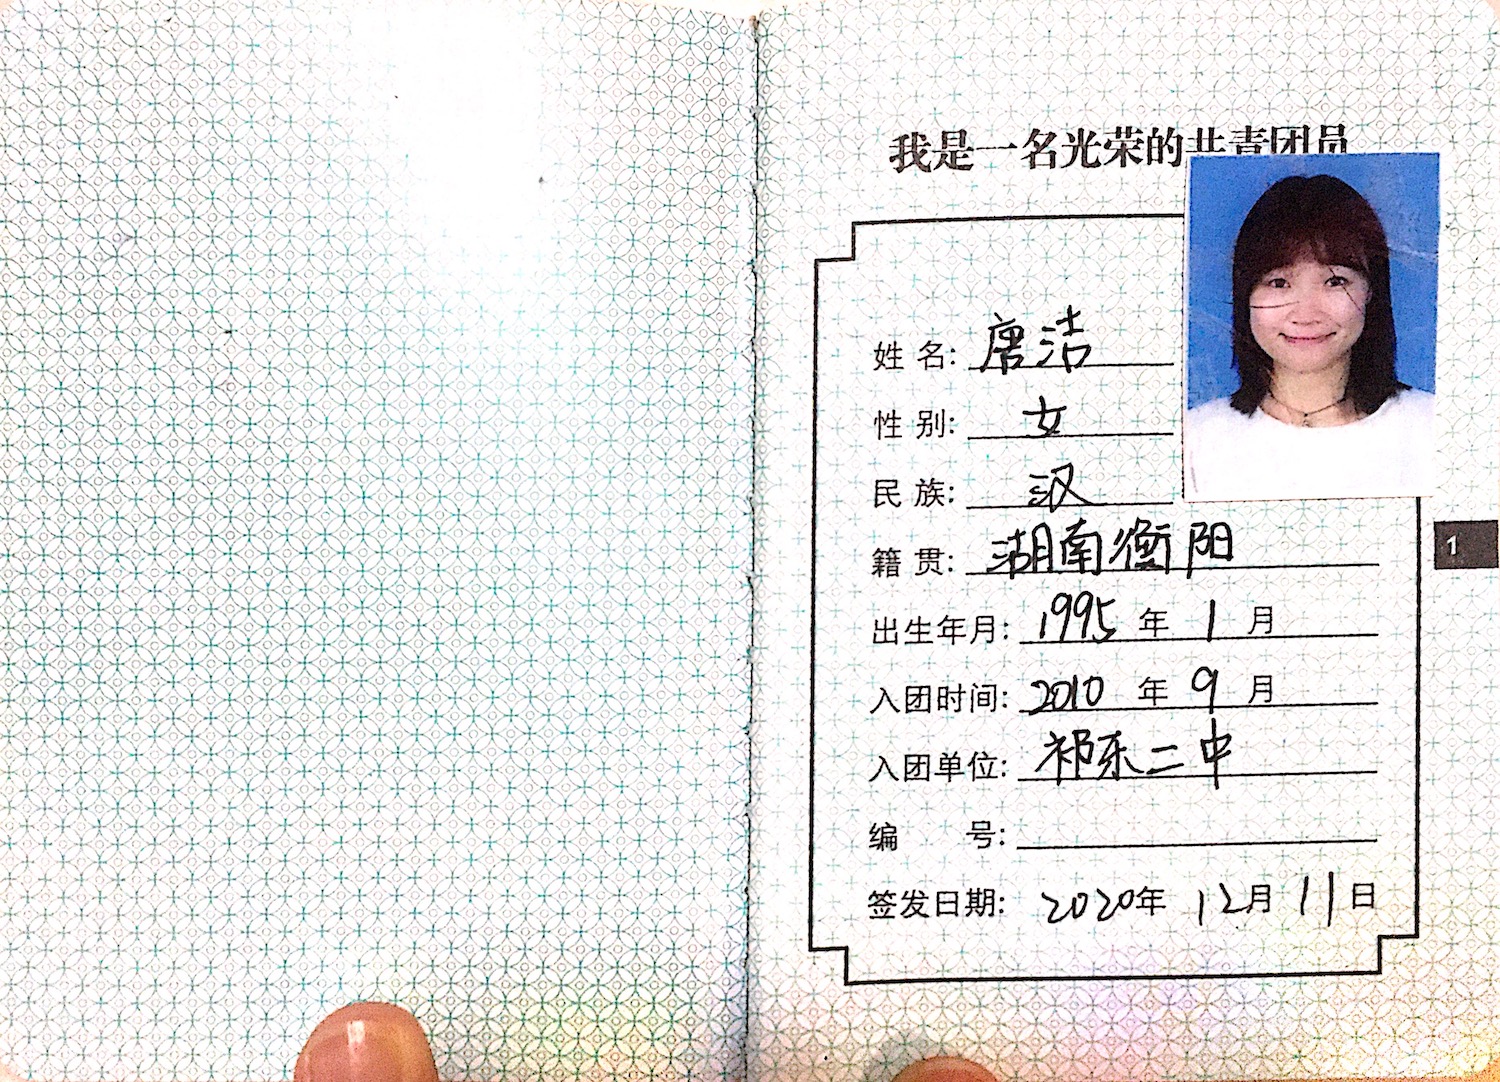 我是一名光荣的共青团员
姓 名: 唐洁
性 别: 女
民 族: 汉
籍 贯: 湖南衡阳
出生年月: 1995 年 1 月
入团时间: 2010 年 9 月
入团单位: 祁东二中
编 号:
签发日期: 2020年 12月 11日
1